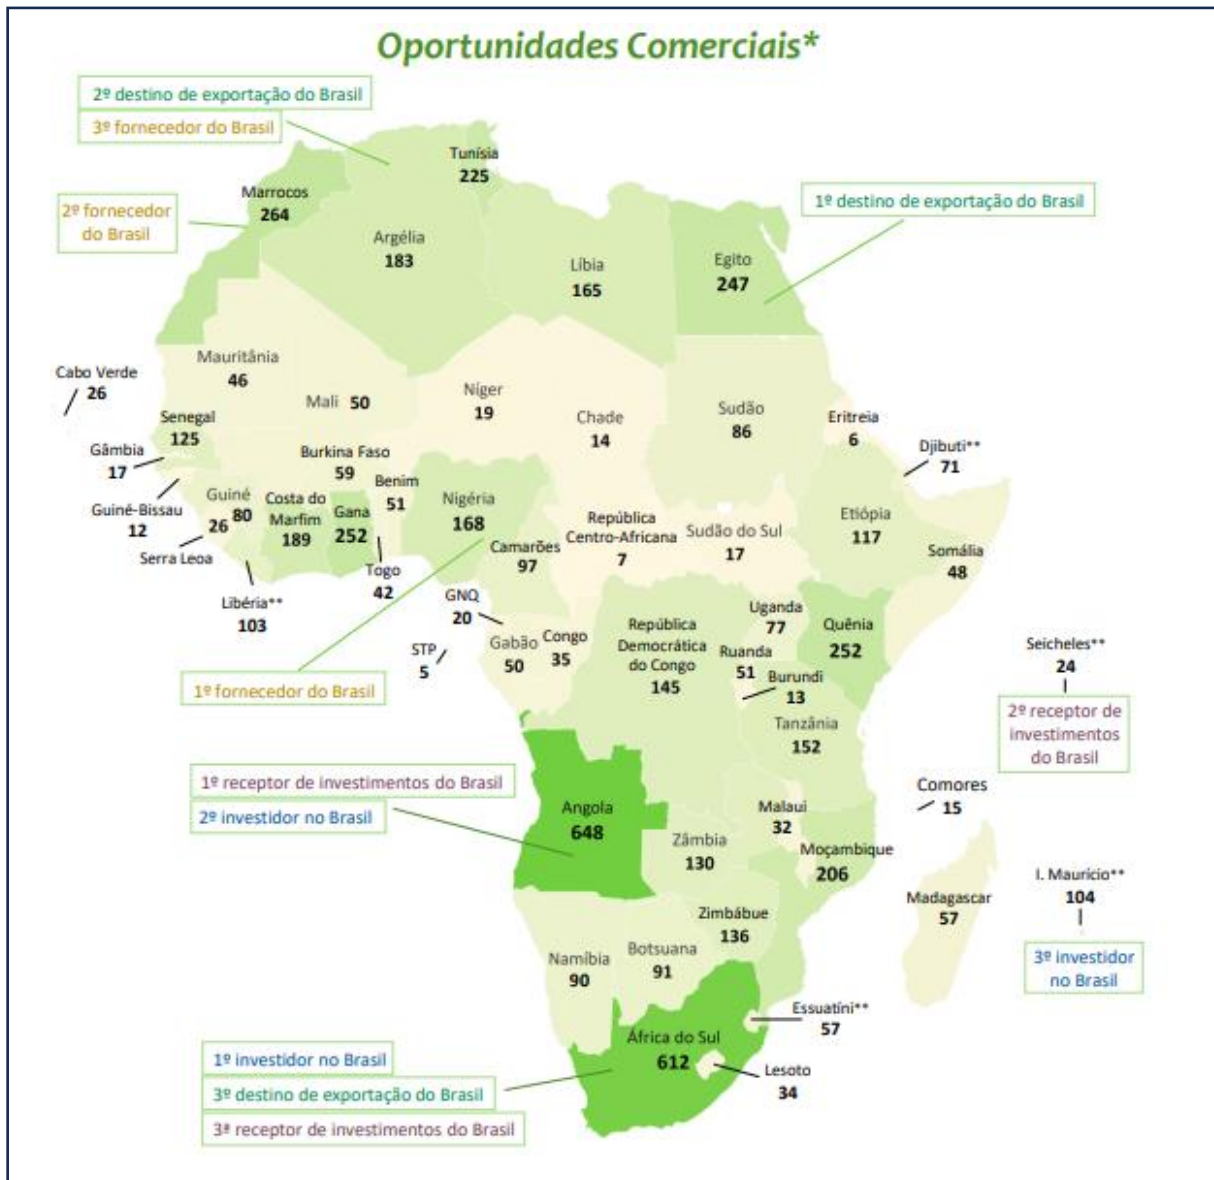 Oportunidades Comerciais*
2º destino de exportação do Brasil
3º fornecedor do Brasil
Tunísia
225
Marrocos
264
2º fornecedor
do Brasil
1º destino de exportação do Brasil
Argélia
183
Líbia
165
Egito
247
Mauritânia
46
Cabo Verde
26
Mali 50
Níger
19
Chade
14
Sudão
86
Eritreia
6
Senegal
125
Djibuti**
71
Gâmbia
17
Burkina Faso
59
Benim
51
Guiné-Bissau
12
Guiné
80
Costa do
Marfim
189
Gana
252
Nigéria
168
Etiópia
117
República
Centro-Africana
7
Sudão do Sul
17
26
Serra Leoa
Camarões
97
Somália
48
Togo
42
Libéria**
103
GNQ
20
Uganda
77
Quênia
252
República
Democrática
do Congo
145
STP
5
Gabão
50
Congo
35
Ruanda
51
Burundi
13
Seicheles**
24
1º fornecedor do Brasil
2º receptor de
investimentos
do Brasil
Tanzânia
152
1º receptor de investimentos do Brasil
2º investidor no Brasil
Angola
648
Comores
15
Malaui
32
Zâmbia
130
Moçambique
206
I. Maurício**
104
Madagascar
57
Zimbábue
136
Namíbia
90
Botsuana
91
3º investidor
no Brasil
Essuatíni**
57
África do Sul
612
Lesoto
34
1º investidor no Brasil
3º destino de exportação do Brasil
3ª receptor de investimentos do Brasil